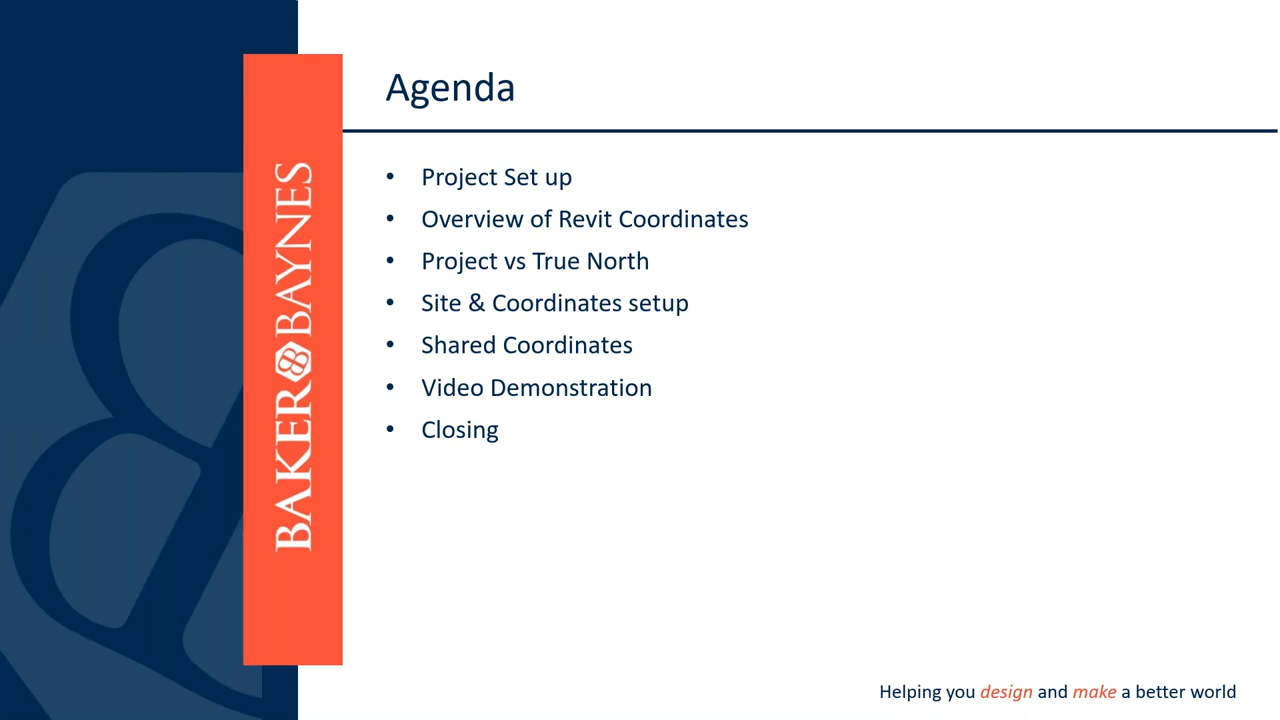 Agenda
• Project Set up
• Overview of Revit Coordinates
• Project vs True North
• Site & Coordinates setup
• Shared Coordinates
• Video Demonstration
• Closing
BAKER BAYNES
Helping you design and make a better world